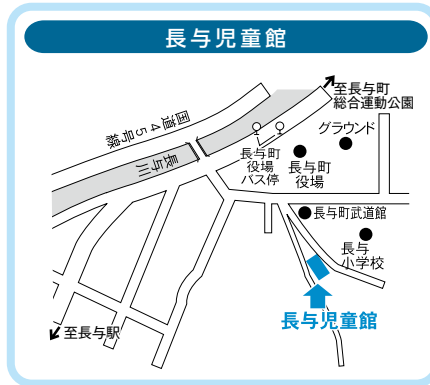 長与児童館
至長与町
総合運動公園
グラウンド
国道45号線
長与川
長与町
役場
バス停
長与町
役場
長与町武道館
長与
小学校
長与児童館
至長与駅